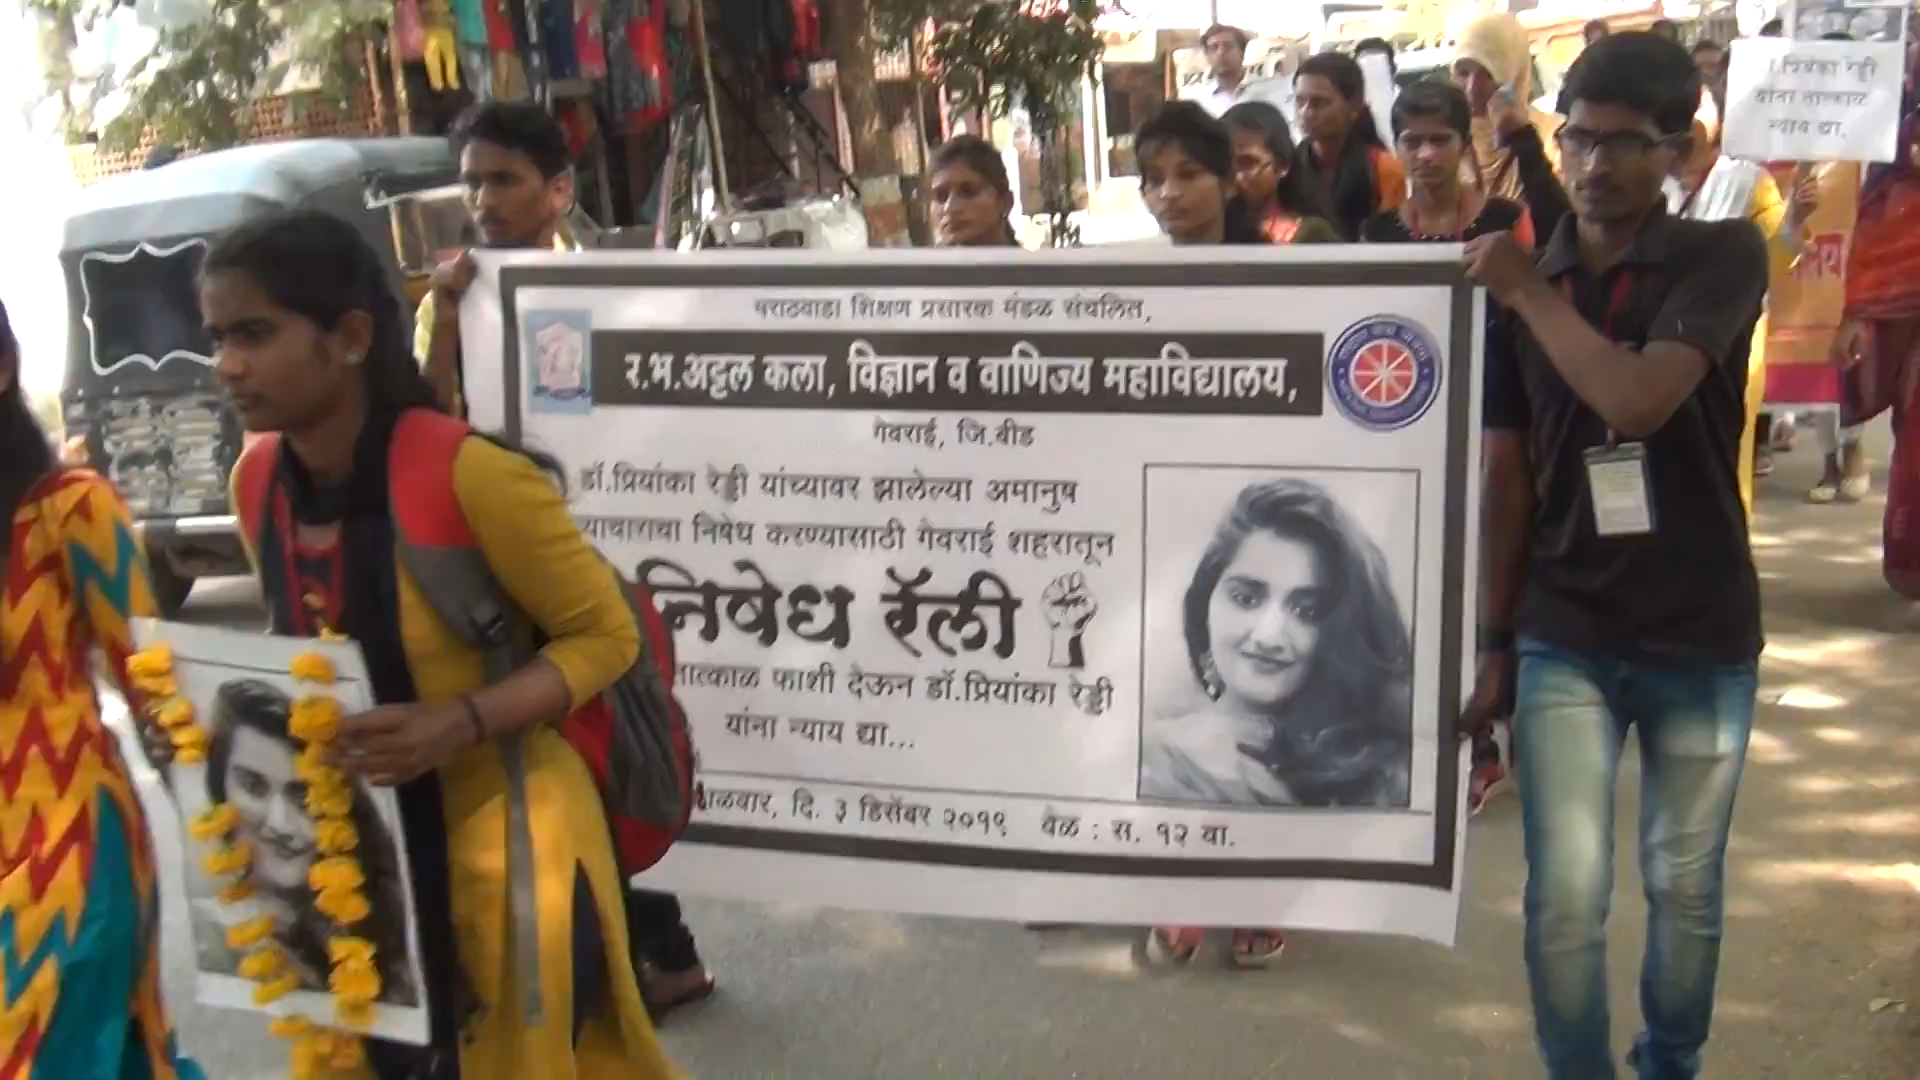 मराठवाडा शिक्षण प्रसारक मंडळ संचलित,
र.भ.अट्टल कला, विज्ञान व वाणिज्य महाविद्यालय,
गेवराई, जि.बीड
डॉ.प्रियांका रेड्डी यांच्यावर झालेल्या अमानुष
निषेध करण्यासाठी गेवराई शहरातून
निषेध रॅली
फाशी देऊन डॉ.प्रियांका रेड्डी
यांना न्याय द्या...
दि. ३ डिसेंबर २०१९ वेळ : स. १२ वा.
प्रियंका रेड्डी
यांना तात्काळ
न्याय द्या.